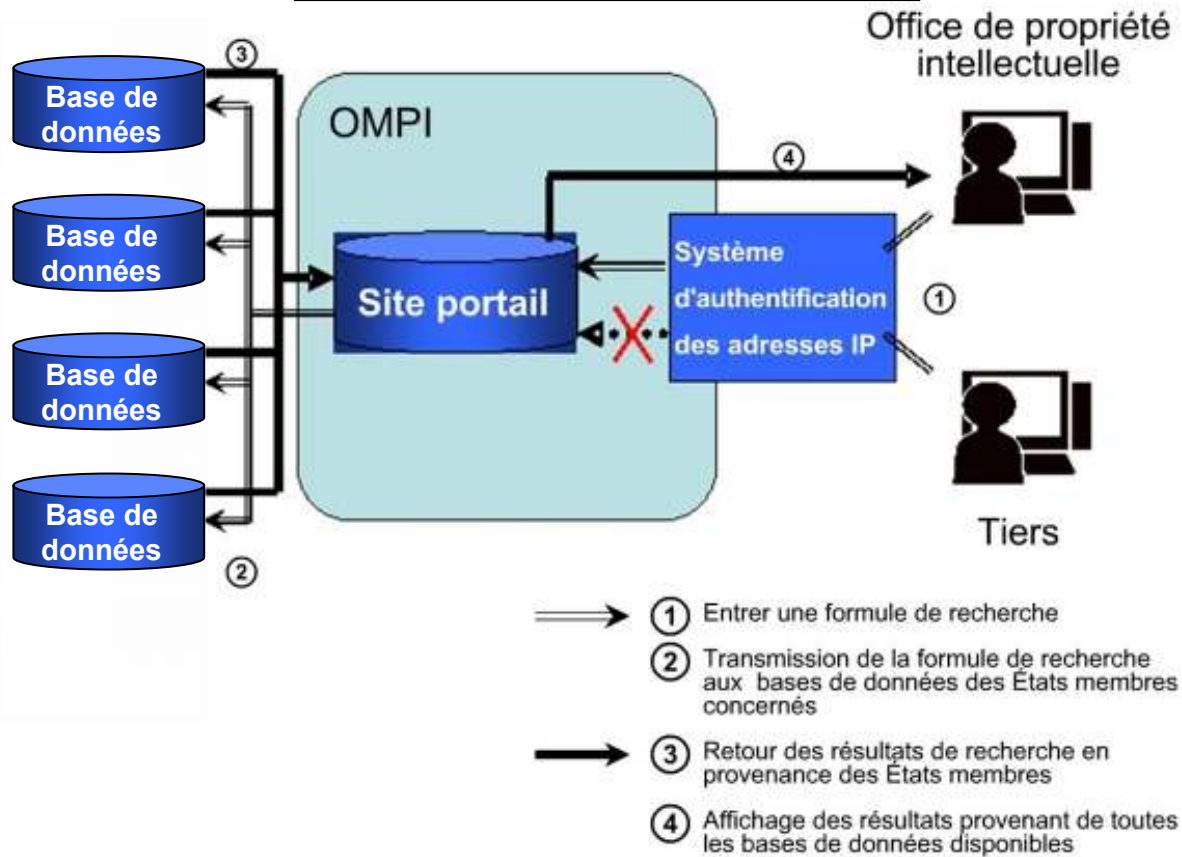 Office de propriété
intellectuelle
③
Base de
données
OMPI
④
Base de
données
Système
d'authentification
des adresses IP
Site portail
①
Base de
données
Base de
données
Tiers
②
① Entrer une formule de recherche
② Transmission de la formule de recherche
aux bases de données des États membres
concernés
③ Retour des résultats de recherche en
provenance des États membres
④ Affichage des résultats provenant de toutes
les bases de données disponibles